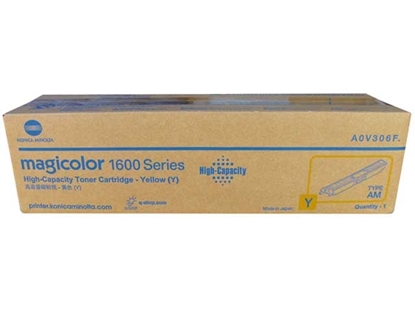 KONICA MINOLTA
A0V306F.
magicolor 1600 Series
High-Capacity Toner Cartridge - Yellow (Y)
High-Capacity
TYPE
AM
Y
printer.konicaminolta.com
Made in Japan
Quantity - 1